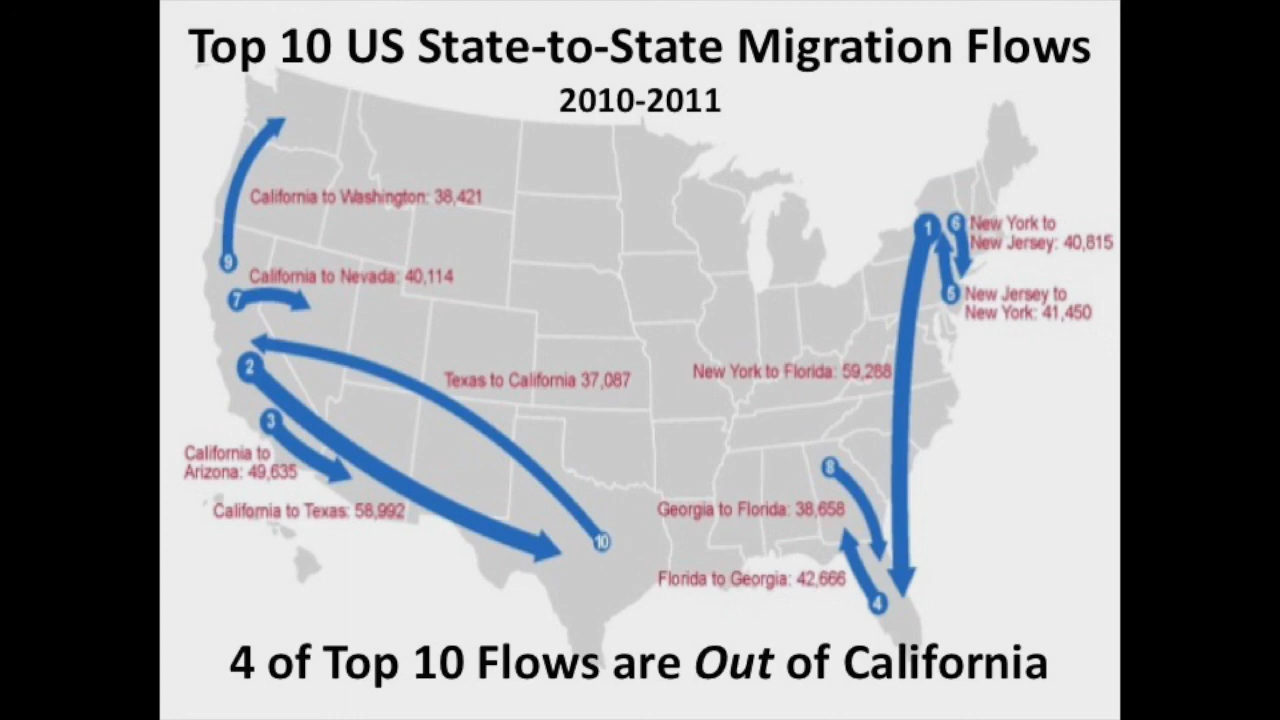 Top 10 US State-to-State Migration Flows
2010-2011
California to Washington: 38,421
9
California to Nevada: 40,114
7
1
6
New York to
New Jersey: 40,815
5
New Jersey to
New York: 41,450
2
Texas to California 37,087
New York to Florida: 59,288
3
California to
Arizona: 49,635
California to Texas: 58,992
10
8
Georgia to Florida: 38,658
Florida to Georgia: 42,666
4
4 of Top 10 Flows are Out of California